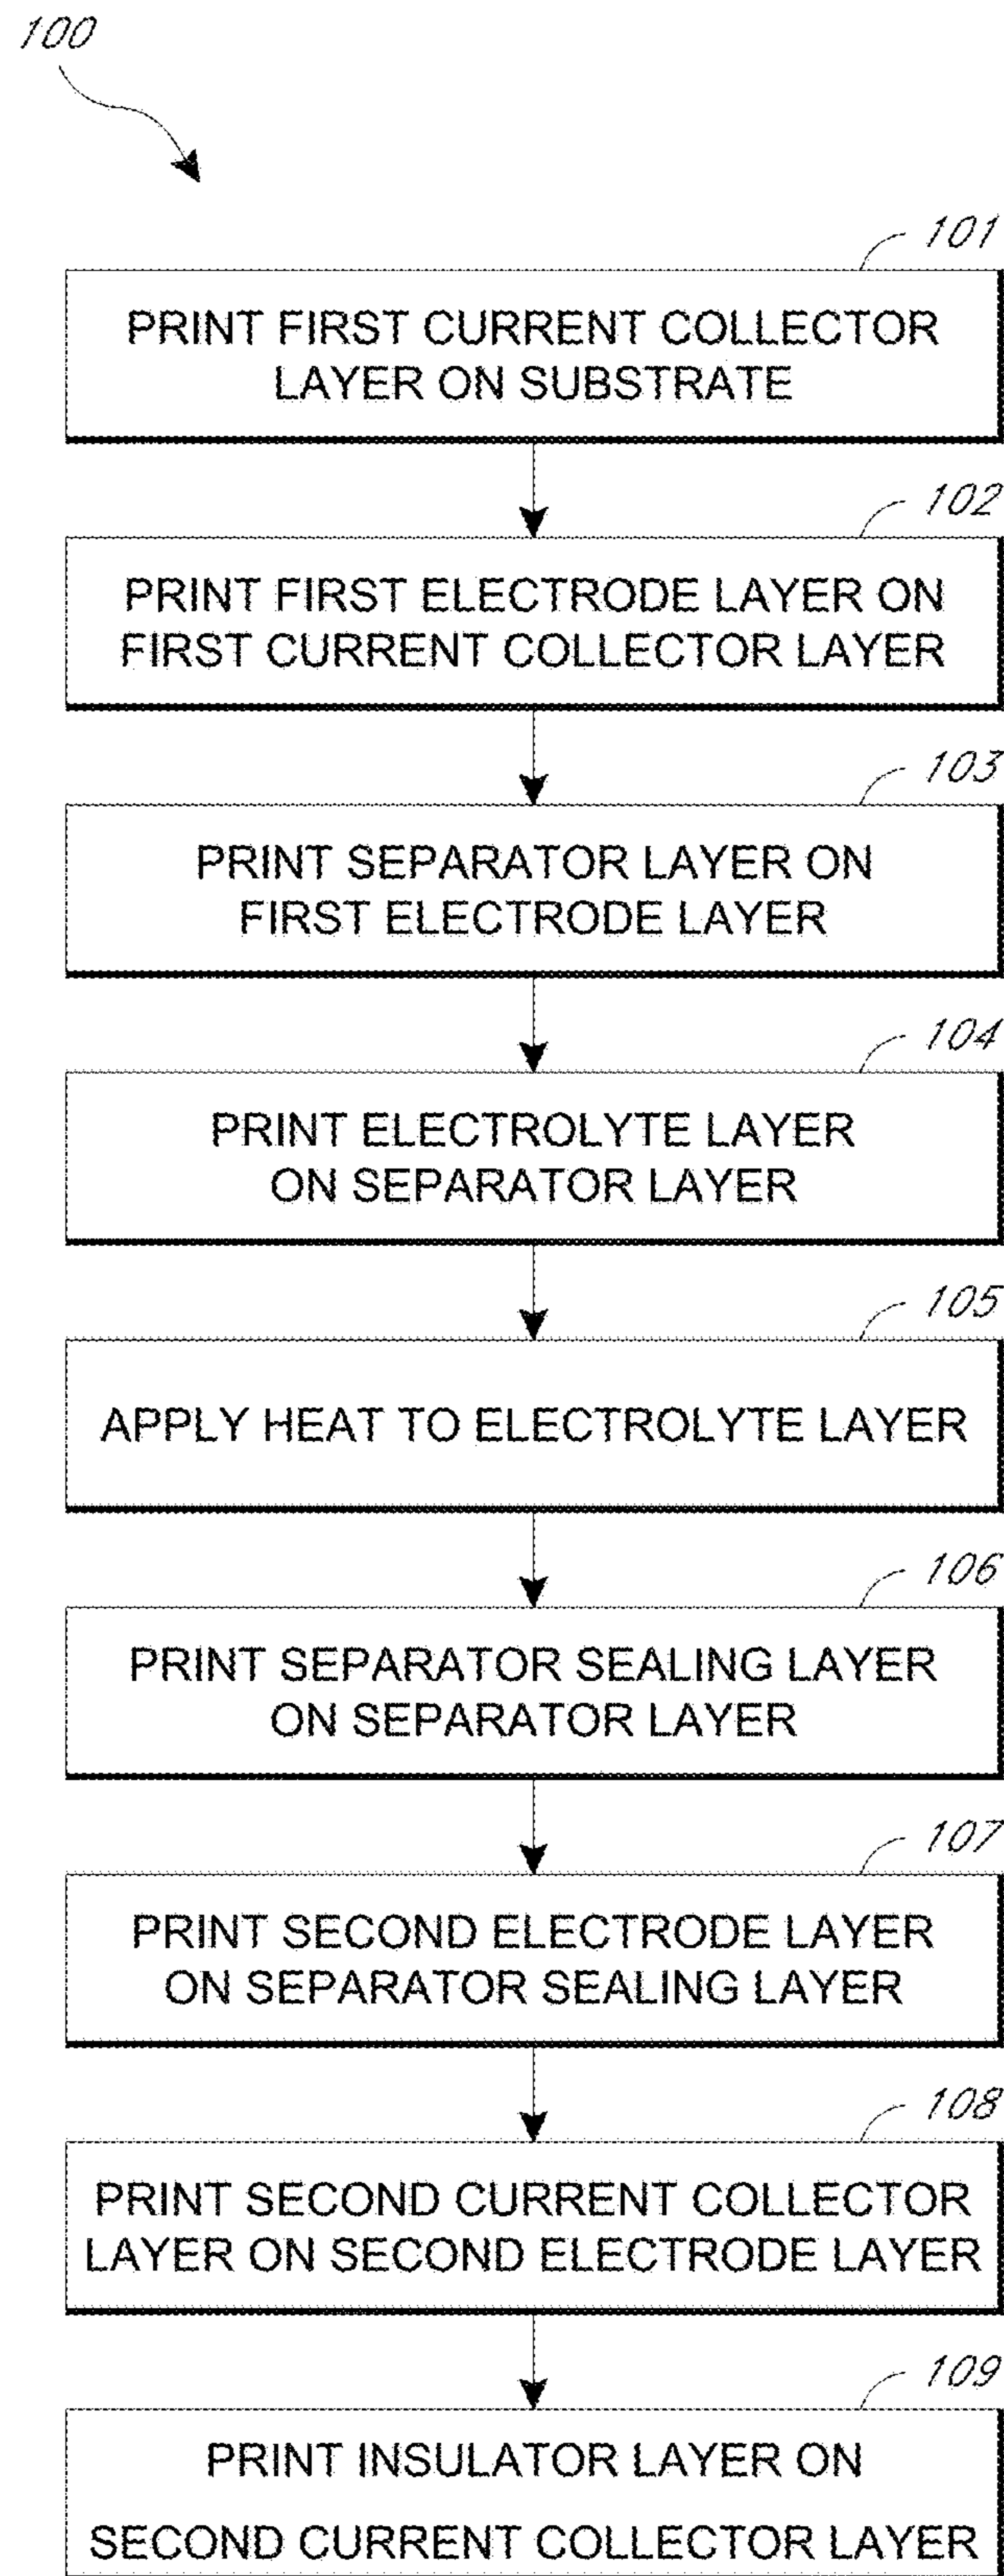 100
101
PRINT FIRST CURRENT COLLECTOR
LAYER ON SUBSTRATE
102
PRINT FIRST ELECTRODE LAYER ON
FIRST CURRENT COLLECTOR LAYER
103
PRINT SEPARATOR LAYER ON
FIRST ELECTRODE LAYER
104
PRINT ELECTROLYTE LAYER
ON SEPARATOR LAYER
105
APPLY HEAT TO ELECTROLYTE LAYER
106
PRINT SEPARATOR SEALING LAYER
ON SEPARATOR LAYER
107
PRINT SECOND ELECTRODE LAYER
ON SEPARATOR SEALING LAYER
108
PRINT SECOND CURRENT COLLECTOR
LAYER ON SECOND ELECTRODE LAYER
109
PRINT INSULATOR LAYER ON
SECOND CURRENT COLLECTOR LAYER